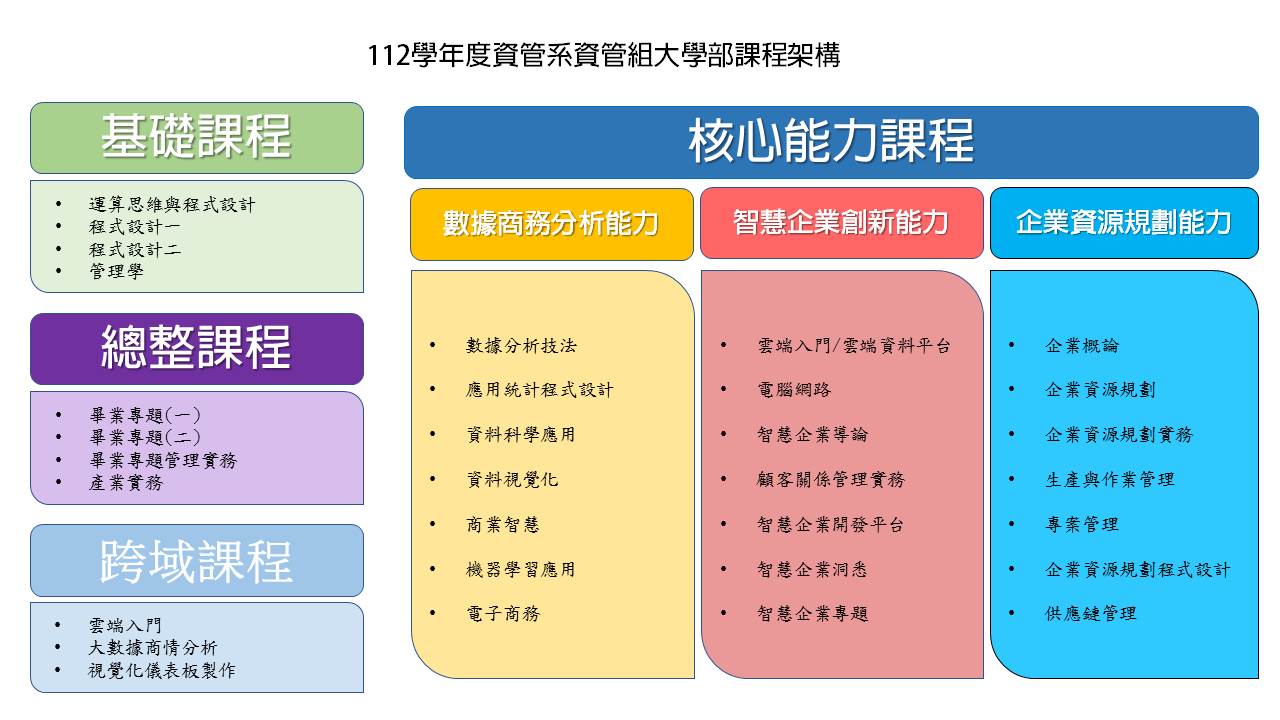 112學年度資管系資管組大學部課程架構
基礎課程
• 運算思維與程式設計
• 程式設計一
• 程式設計二
• 管理學
總整課程
• 畢業專題(一)
• 畢業專題(二)
• 畢業專題管理實務
• 產業實務
跨域課程
• 雲端入門
• 大數據商情分析
• 視覺化儀表板製作
核心能力課程
數據商務分析能力
• 數據分析技法
• 應用統計程式設計
• 資料科學應用
• 資料視覺化
• 商業智慧
• 機器學習應用
• 電子商務
智慧企業創新能力
• 雲端入門/雲端資料平台
• 電腦網路
• 智慧企業導論
• 顧客關係管理實務
• 智慧企業開發平台
• 智慧企業洞悉
• 智慧企業專題
企業資源規劃能力
• 企業概論
• 企業資源規劃
• 企業資源規劃實務
• 生產與作業管理
• 專案管理
• 企業資源規劃程式設計
• 供應鏈管理